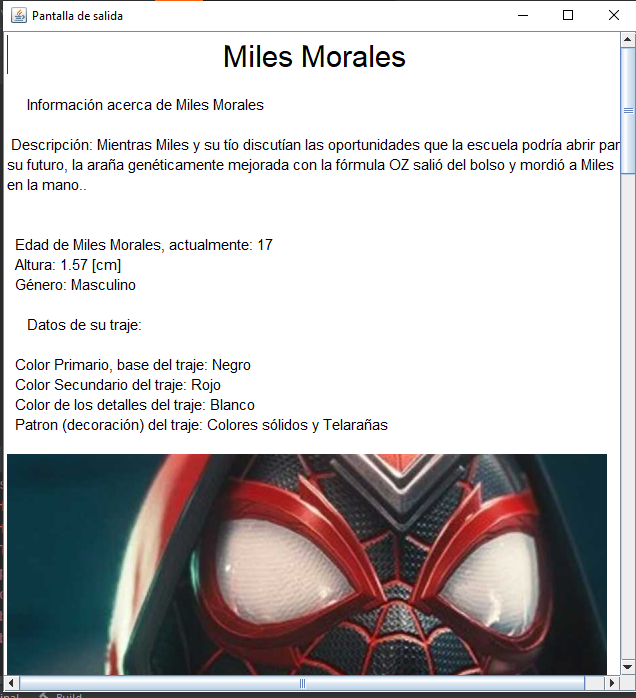 Pantalla de salida
Miles Morales
Información acerca de Miles Morales
Descripción: Mientras Miles y su tío discutían las oportunidades que la escuela podría abrir par
su futuro, la araña genéticamente mejorada con la fórmula OZ salió del bolso y mordió a Miles
en la mano..
Edad de Miles Morales, actualmente: 17
Altura: 1.57 [cm]
Género: Masculino
Datos de su traje:
Color Primario, base del traje: Negro
Color Secundario del traje: Rojo
Color de los detalles del traje: Blanco
Patron (decoración) del traje: Colores sólidos y Telarañas